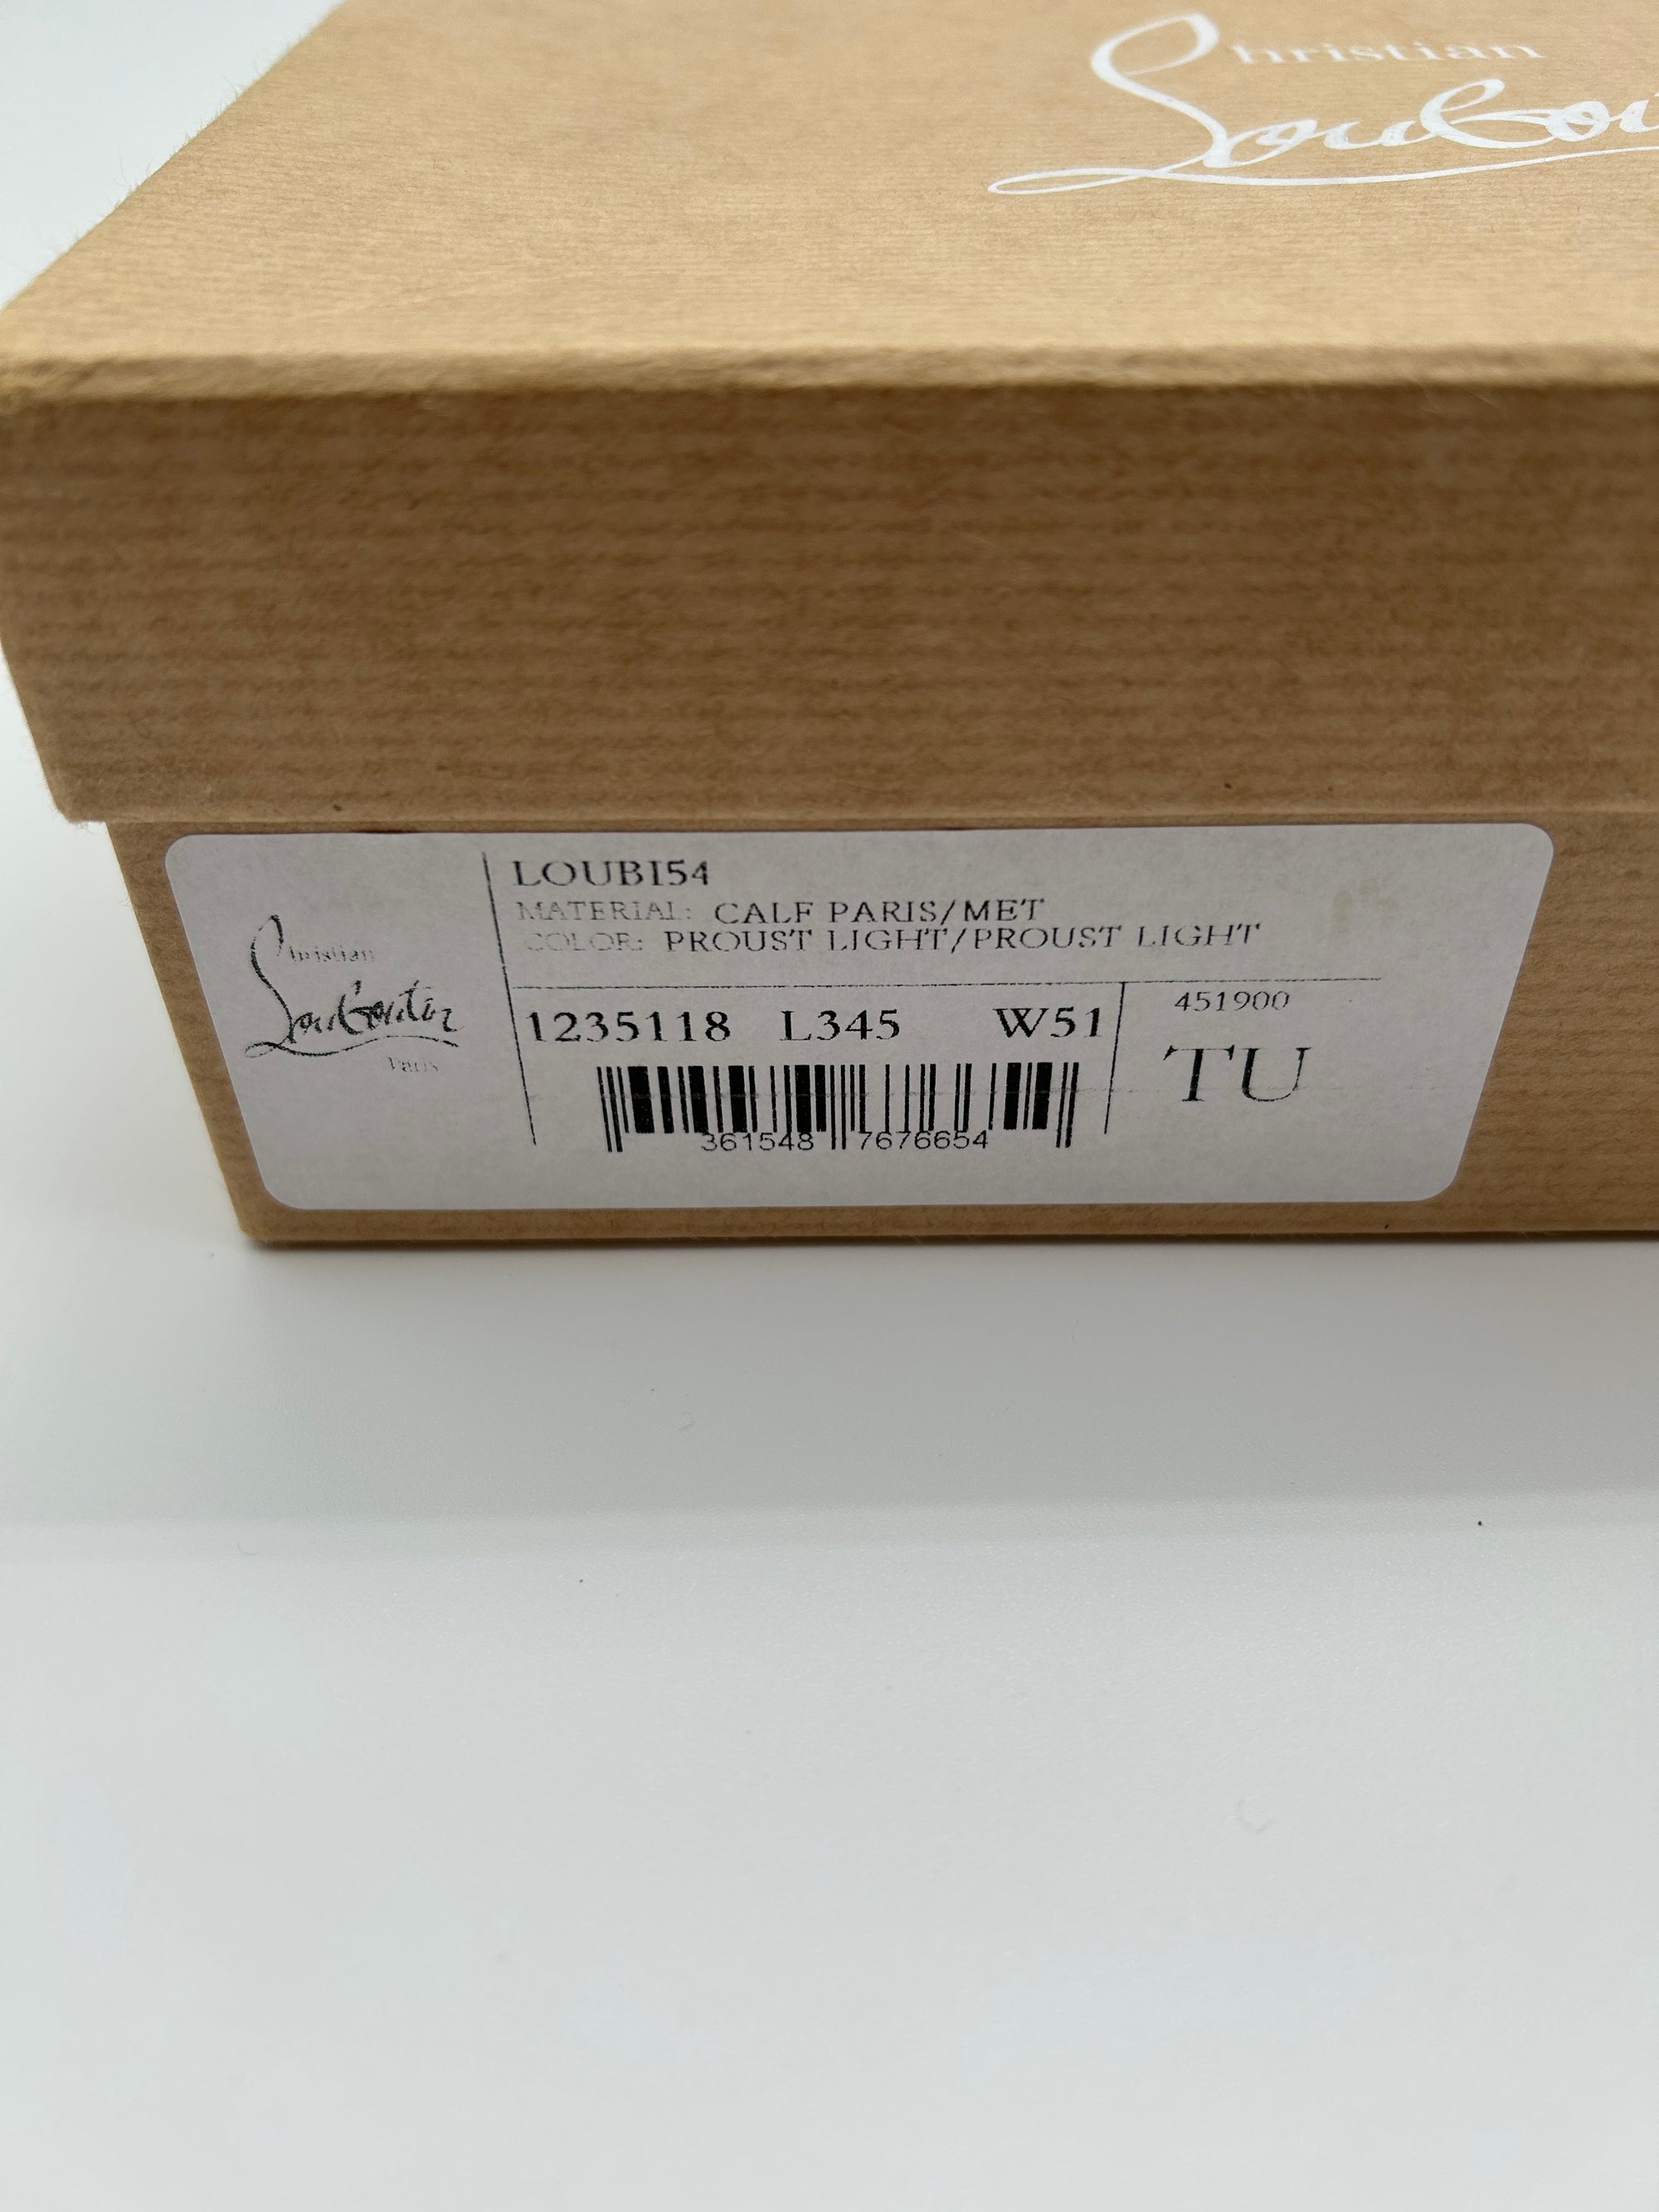 Christian
Loubou
LOUBI54
MATERIAL: CALF PARIS/MET
COLOR: PROUST LIGHT/PROUST LIGHT
Christian
Louboutin
Paris
1235118 L345 W51
451900
TU
361548 7676654